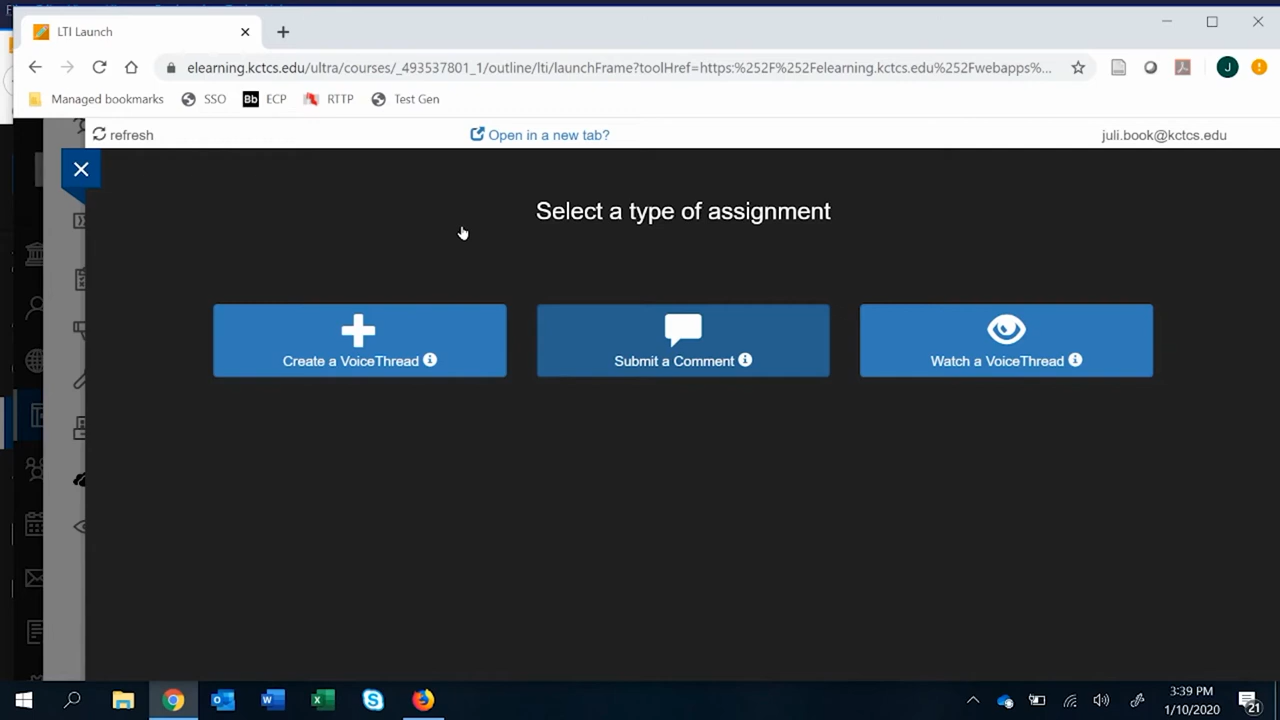 LTI Launch
elearning.kctcs.edu/ultra/courses/_493537801_1/outline/lti/launchFrame?toolHref=https:%252F%252Felearning.kctcs.edu%252Fwebapps%...
J
Managed bookmarks
SSO
Bb
ECP
RTTP
Test Gen
refresh
Open in a new tab?
juli.book@kctcs.edu
Select a type of assignment
Create a VoiceThread
Submit a Comment
Watch a VoiceThread
3:39 PM
1/10/2020
21